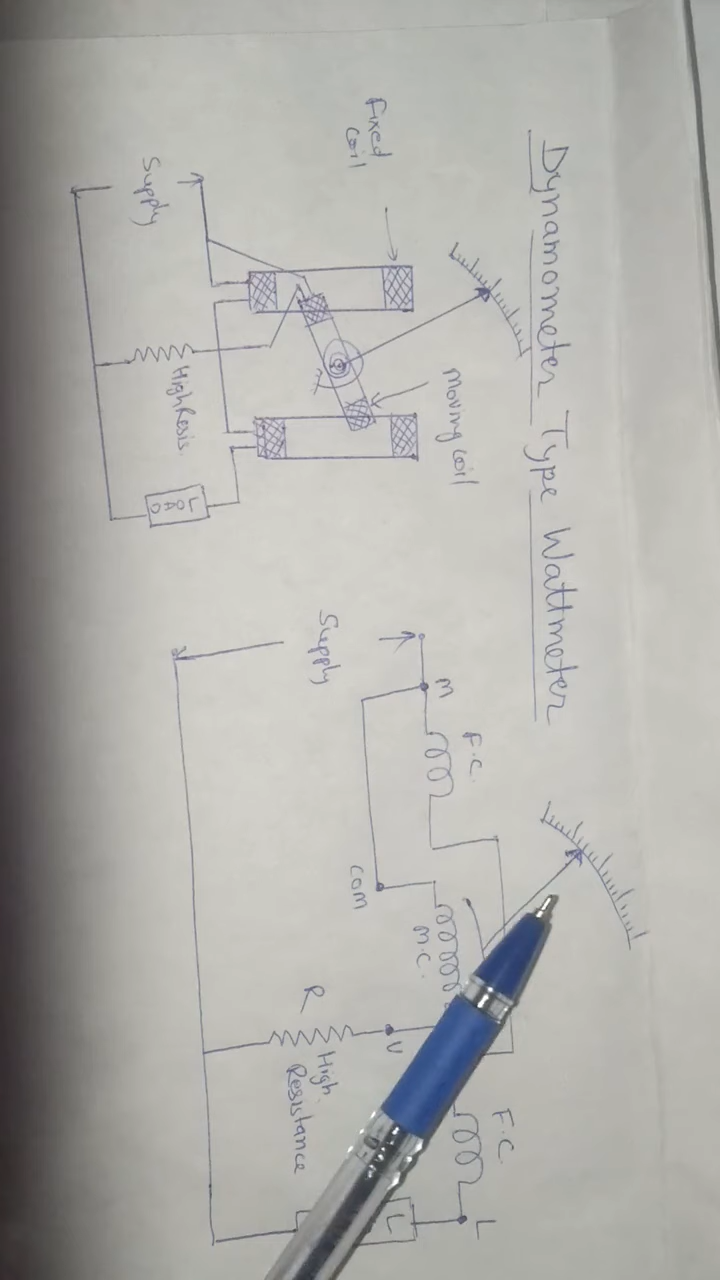 Dynamometer Type Wattmeter
Fixed
Coil
Moving coil
Supply
High Resis.
LOAD
F.C.
M
Supply
COM
M.C.
V
R
High
Resistance
F.C.
L
L